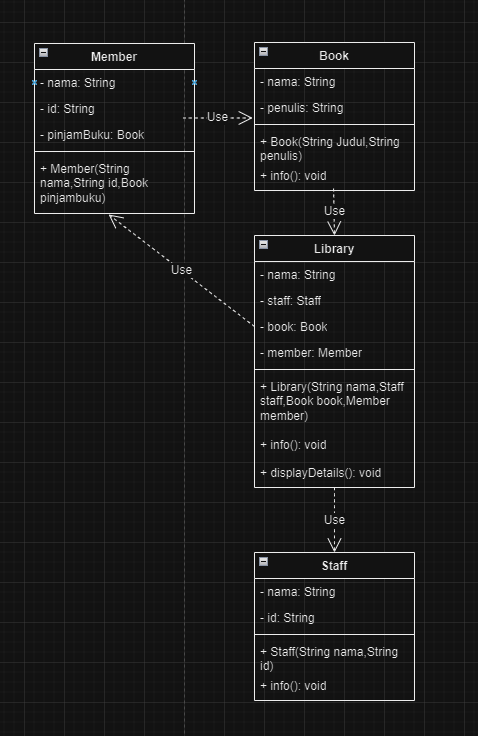 Member
- nama: String
- id: String
- pinjamBuku: Book
+ Member(String
nama,String id,Book
pinjambuku)
Use
Book
- nama: String
- penulis: String
+ Book(String Judul,String
penulis)
+ info(): void
Use
Use
Library
- nama: String
- staff: Staff
- book: Book
- member: Member
+ Library(String nama,Staff
staff,Book book,Member
member)
+ info(): void
+ displayDetails(): void
Use
Staff
- nama: String
- id: String
+ Staff(String nama,String
id)
+ info(): void